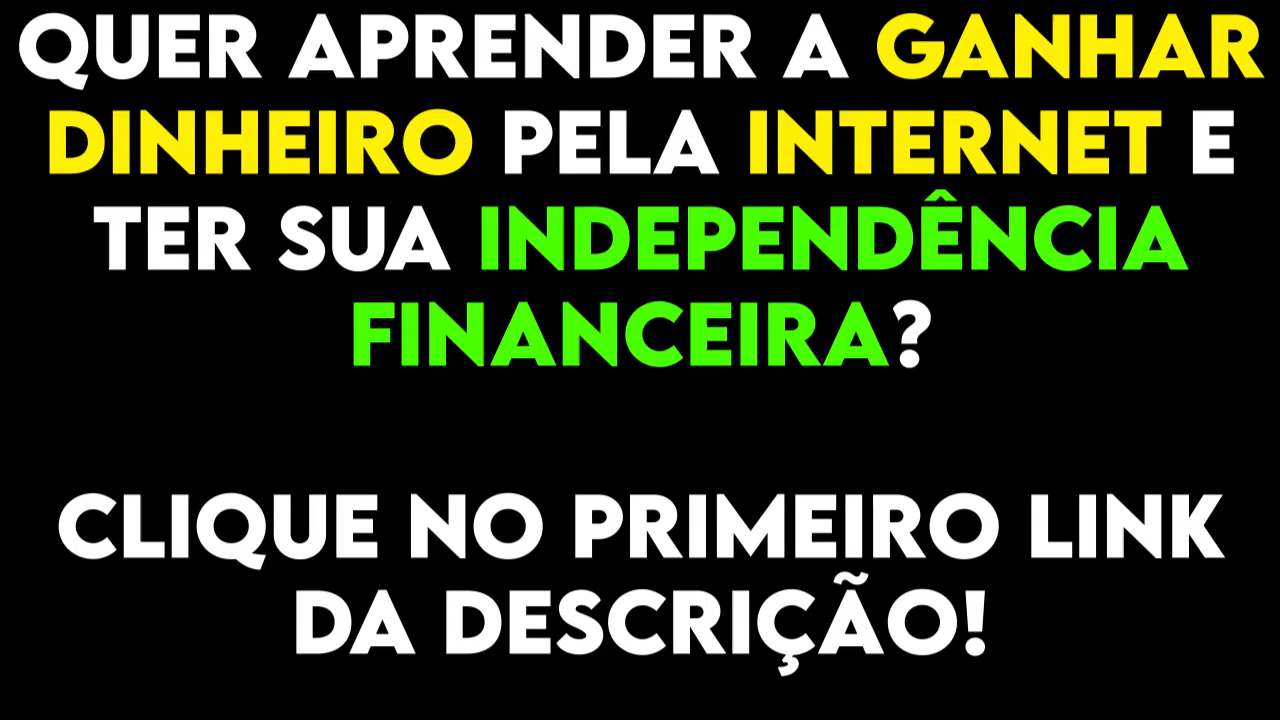 QUER APRENDER A GANHAR
DINHEIRO PELA INTERNET E
TER SUA INDEPENDÊNCIA
FINANCEIRA?
CLIQUE NO PRIMEIRO LINK
DA DESCRIÇÃO!